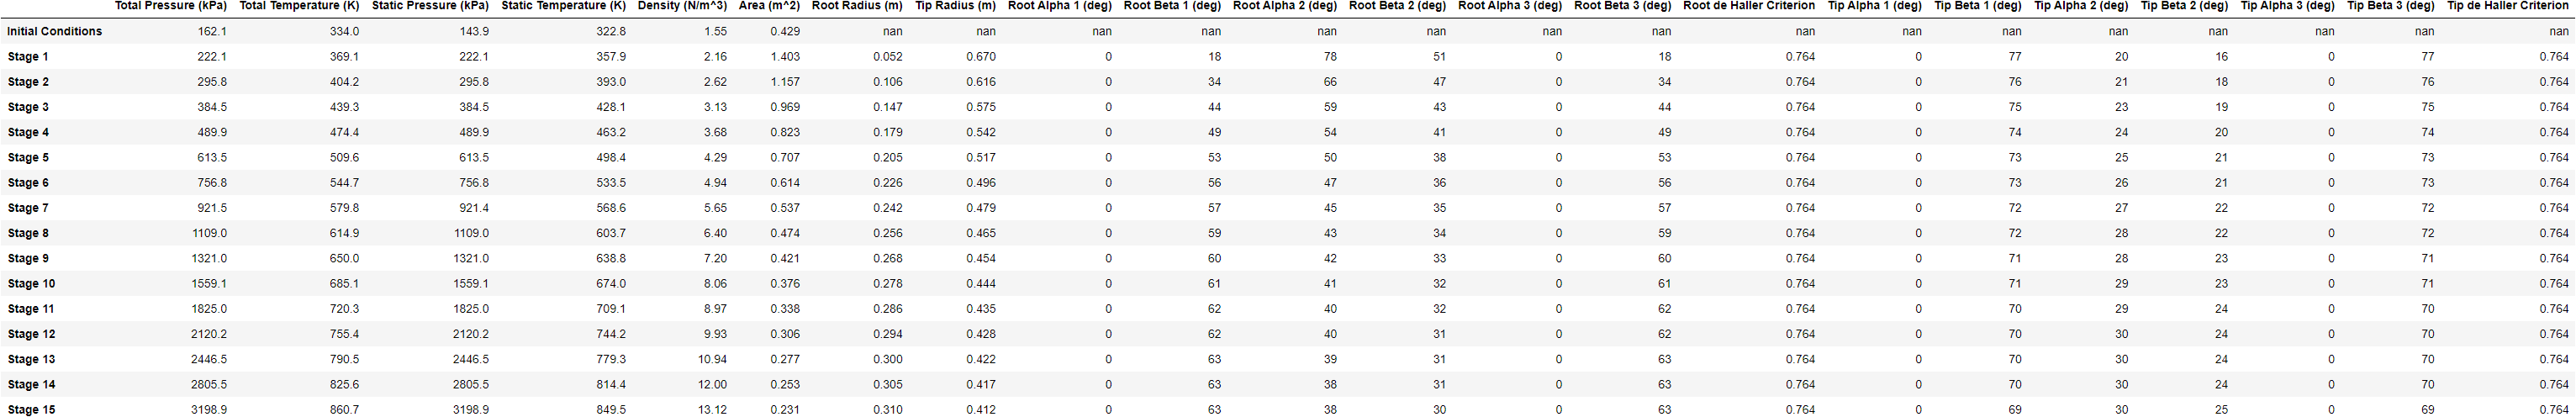 Total Pressure (kPa) Total Temperature (K) Static Pressure (kPa) Static Temperature (K) Density (N/m^3) Area (m^2) Root Radius (m) Tip Radius (m) Root Alpha 1 (deg) Root Beta 1 (deg) Root Alpha 2 (deg) Root Beta 2 (deg) Root Alpha 3 (deg) Root Beta 3 (deg) Root de Haller Criterion Tip Alpha 1 (deg) Tip Beta 1 (deg) Tip Alpha 2 (deg) Tip Beta 2 (deg) Tip Alpha 3 (deg) Tip Beta 3 (deg) Tip de Haller Criterion
Initial Conditions 162.1 334.0 143.9 322.8 1.55 0.429 nan nan nan nan nan nan nan nan nan nan nan nan nan nan nan nan
Stage 1 222.1 369.1 222.1 357.9 2.16 1.403 0.052 0.670 0 18 78 51 0 18 0.764 0 77 20 16 0 77 0.764
Stage 2 295.8 404.2 295.8 393.0 2.62 1.157 0.106 0.616 0 34 66 47 0 34 0.764 0 76 21 18 0 76 0.764
Stage 3 384.5 439.3 384.5 428.1 3.13 0.969 0.147 0.575 0 44 59 43 0 44 0.764 0 75 23 19 0 75 0.764
Stage 4 489.9 474.4 489.9 463.2 3.68 0.823 0.179 0.542 0 49 54 41 0 49 0.764 0 74 24 20 0 74 0.764
Stage 5 613.5 509.6 613.5 498.4 4.29 0.707 0.205 0.517 0 53 50 38 0 53 0.764 0 73 25 21 0 73 0.764
Stage 6 756.8 544.7 756.8 533.5 4.94 0.614 0.226 0.496 0 56 47 36 0 56 0.764 0 73 26 21 0 73 0.764
Stage 7 921.5 579.8 921.4 568.6 5.65 0.537 0.242 0.479 0 57 45 35 0 57 0.764 0 72 27 22 0 72 0.764
Stage 8 1109.0 614.9 1109.0 603.7 6.40 0.474 0.256 0.465 0 59 43 34 0 59 0.764 0 72 28 22 0 72 0.764
Stage 9 1321.0 650.0 1321.0 638.8 7.20 0.421 0.268 0.454 0 60 42 33 0 60 0.764 0 71 28 23 0 71 0.764
Stage 10 1559.1 685.1 1559.1 674.0 8.06 0.376 0.278 0.444 0 61 41 32 0 61 0.764 0 71 29 23 0 71 0.764
Stage 11 1825.0 720.3 1825.0 709.1 8.97 0.338 0.286 0.435 0 62 40 32 0 62 0.764 0 70 29 24 0 70 0.764
Stage 12 2120.2 755.4 2120.2 744.2 9.93 0.306 0.294 0.428 0 62 40 31 0 62 0.764 0 70 30 24 0 70 0.764
Stage 13 2446.5 790.5 2446.5 779.3 10.94 0.277 0.300 0.422 0 63 39 31 0 63 0.764 0 70 30 24 0 70 0.764
Stage 14 2805.5 825.6 2805.5 814.4 12.00 0.253 0.305 0.417 0 63 38 31 0 63 0.764 0 70 30 24 0 70 0.764
Stage 15 3198.9 860.7 3198.9 849.5 13.12 0.231 0.310 0.412 0 63 38 30 0 63 0.764 0 69 30 25 0 69 0.764